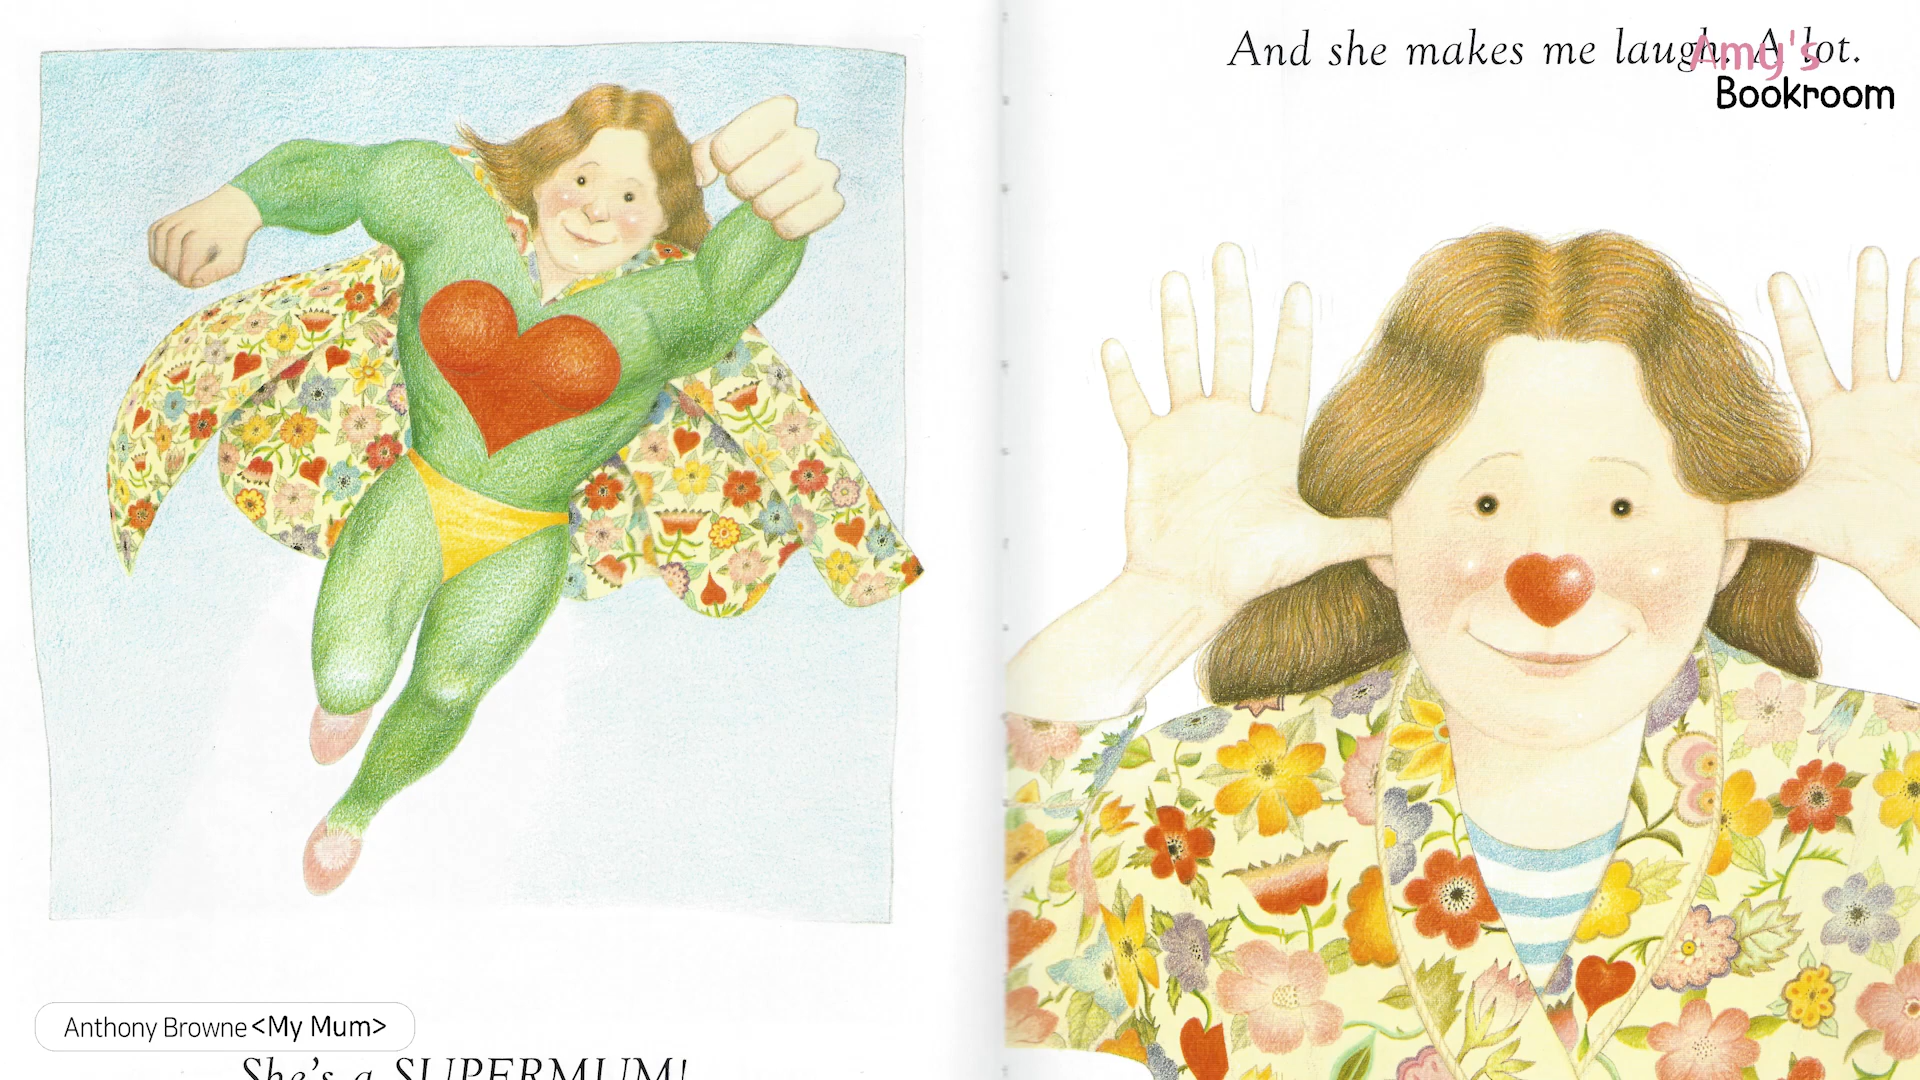 And she makes me laugh. A lot.
Amy's
Bookroom
Anthony Browne <My Mum>
She's a SUPERMUM!